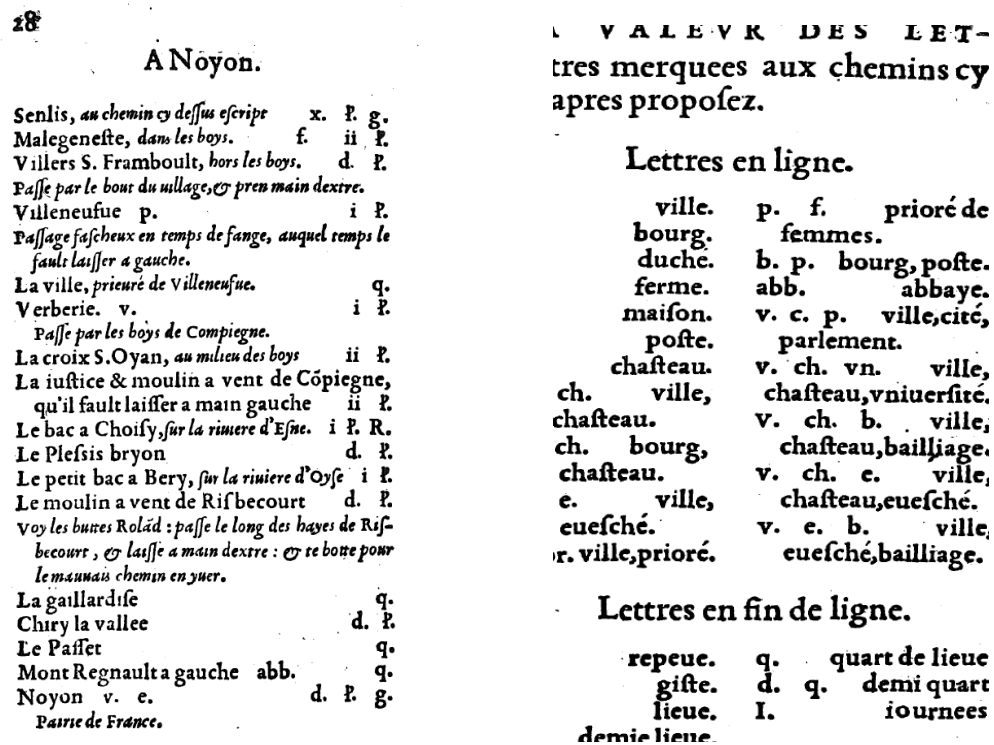 28
A Noyon.
Senlis, au chemin cy deſſus eſcript x. ł. g.
Malegeneſte, dans les boys. f. ii ł.
Villers S. Framboult, hors les boys. d. ł.
Paſſe par le bout du uillage, & pren main dextre.
Villeneufue p. i ł.
Paſſage faſcheux en temps de fange, auquel temps le
fault laiſſer a gauche.
La ville, prieuré de Villeneufue. q.
Verberie. v. i ł.
Paſſe par les boys de Compiegne.
La croix S. Oyan, au milieu des boys ii ł.
La iuſtice & moulin a vent de Cōpiegne,
qu'il fault laiſſer a main gauche ii ł.
Le bac a Choiſy, ſur la riuiere d'Eſne. i ł. R.
Le Pleſsis bryon d. ł.
Le petit bac a Bery, ſur la riuiere d'Oyſe i ł.
Le moulin a vent de Riſbecourt d. ł.
Voy les buttes Rolād : paſſe le long des hayes de Riſ-
becourt, & laiſſe a main dextre : & te botte pour
le mauuais chemin en yuer.
La gaillardiſe q.
Chiry la vallee d. ł.
Le Paſſet q.
Mont Regnault a gauche abb. q.
Noyon v. e. d. ł. g.
Pairie de France.
VALEVR DES LET-
tres merquees aux chemins cy
apres propoſez.
Lettres en ligne.
ville.
bourg.
duché.
ferme.
maiſon.
poſte.
chaſteau.
ch. ville,
chaſteau.
ch. bourg,
chaſteau.
e. ville,
eueſché.
r. ville, prioré.
p. f. prioré de
femmes.
b. p. bourg, poſte.
abb. abbaye.
v. c. p. ville, cité,
parlement.
v. ch. vn. ville,
chaſteau, vniuerſité.
v. ch. b. ville,
chaſteau, bailliage.
v. ch. e. ville,
chaſteau, eueſché.
v. e. b. ville,
eueſché, bailliage.
Lettres en fin de ligne.
repeue.
giſte.
lieue.
demie lieue.
q. quart de lieue
d. q. demi quart
I. iournees